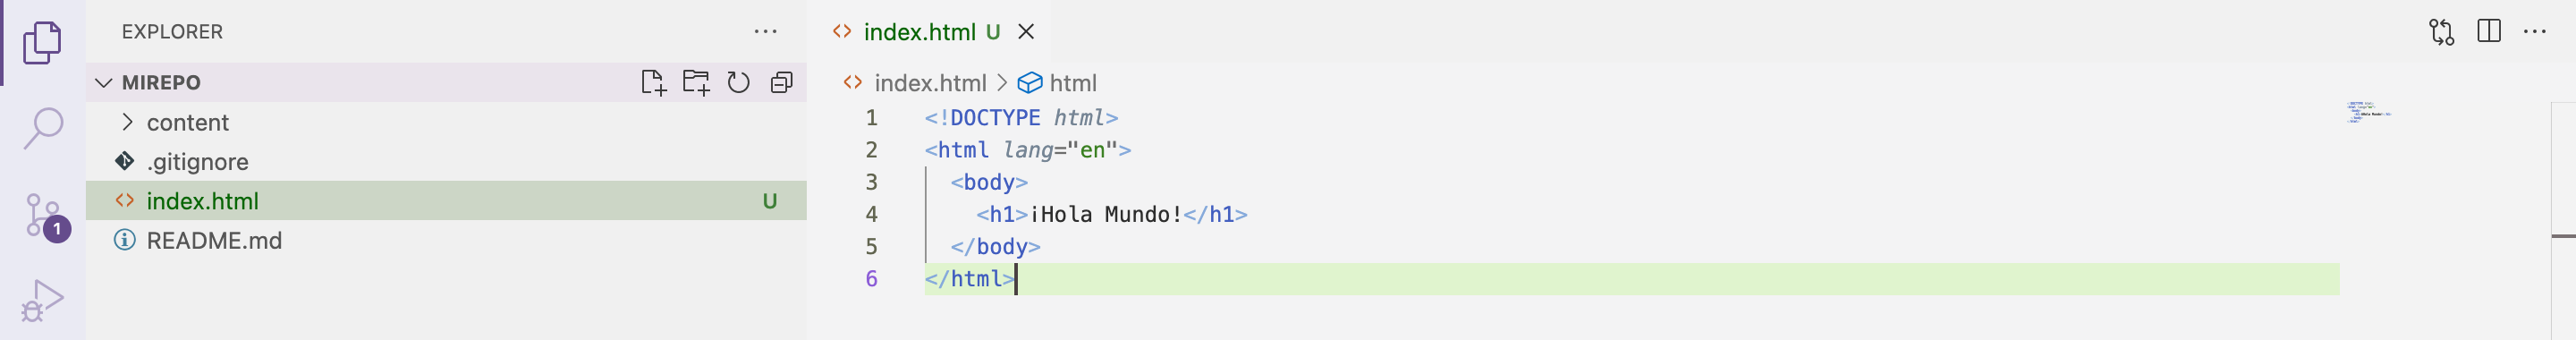 EXPLORER
MIREPO
content
.gitignore
index.html U
README.md
1
index.html U
index.html > html
1 <!DOCTYPE html>
2 <html lang="en">
3 <body>
4 <h1>¡Hola Mundo!</h1>
5 </body>
6 </html>